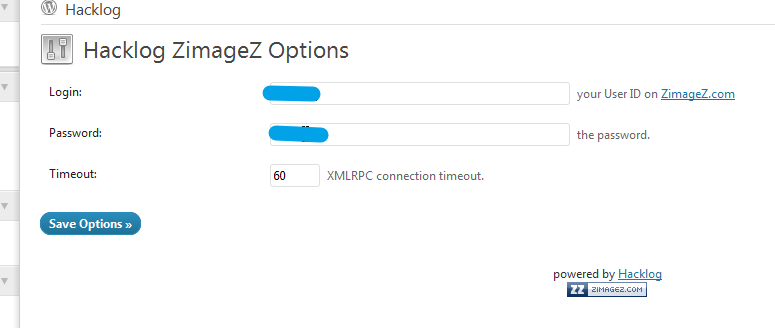 Hacklog
Hacklog ZimageZ Options
Login: your User ID on ZimageZ.com
Password: the password.
Timeout: 60 XMLRPC connection timeout.
Save Options »
powered by Hacklog
ZZ ZIMAGEZ.COM